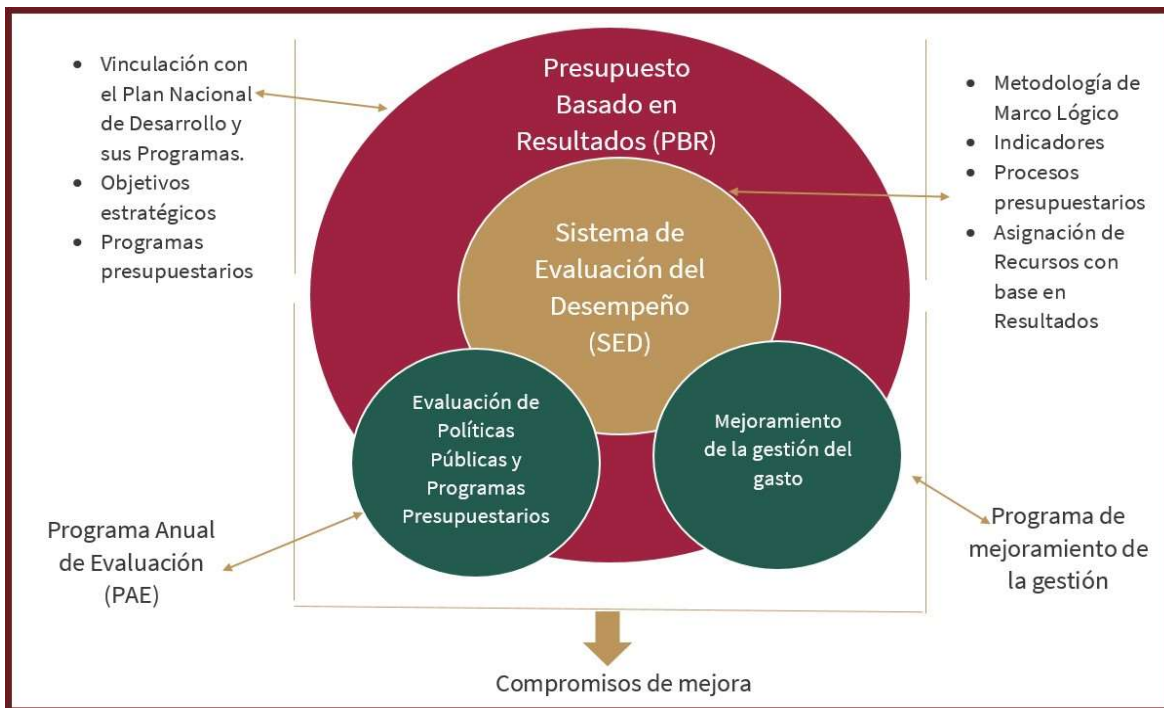 • Vinculación con
el Plan Nacional
de Desarrollo y
sus Programas.
• Objetivos
estratégicos
• Programas
presupuestarios
Presupuesto
Basado en
Resultados (PBR)
Sistema de
Evaluación del
Desempeño
(SED)
• Metodología de
Marco Lógico
• Indicadores
• Procesos
presupuestarios
• Asignación de
Recursos con
base en
Resultados
Evaluación de
Políticas
Públicas y
Programas
Presupuestarios
Mejoramiento
de la gestión del
gasto
Programa Anual
de Evaluación
(PAE)
Programa de
mejoramiento de
la gestión
Compromisos de mejora